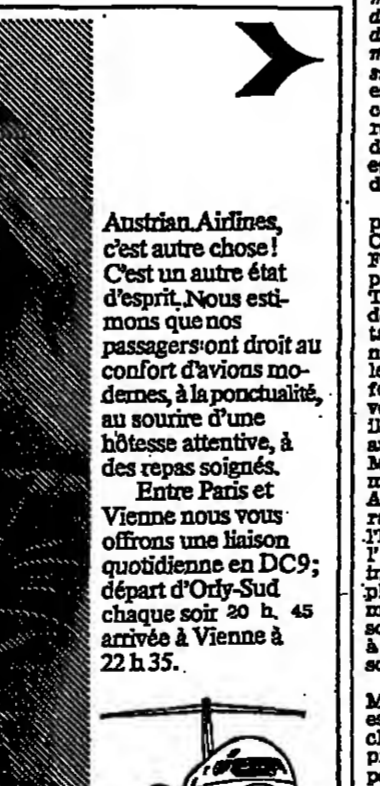 Austrian Airlines,
c'est autre chose !
C'est un autre état
d'esprit. Nous esti-
mons que nos
passagers ont droit au
confort d'avions mo-
dernes, à la ponctualité,
au sourire d'une
hôtesse attentive, à
des repas soignés.
Entre Paris et
Vienne nous vous
offrons une liaison
quotidienne en DC9;
départ d'Orly-Sud
chaque soir 20 h. 45
arrivée à Vienne à
22 h 35.